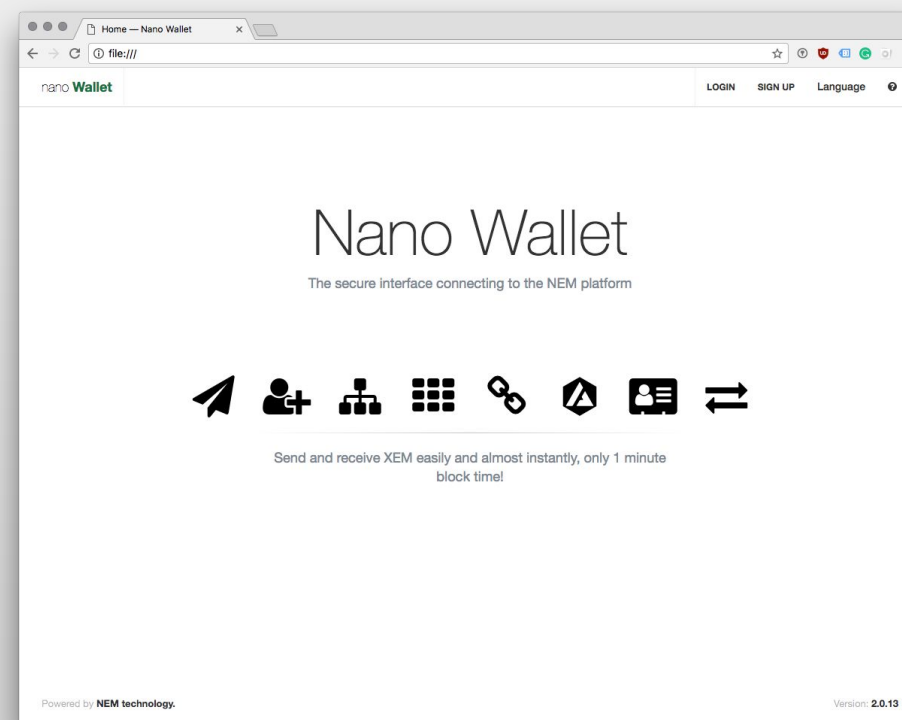 Home — Nano Wallet
file:///
nano Wallet
LOGIN SIGN UP Language
Nano Wallet
The secure interface connecting to the NEM platform
Send and receive XEM easily and almost instantly, only 1 minute
block time!
Powered by NEM technology.
Version: 2.0.13